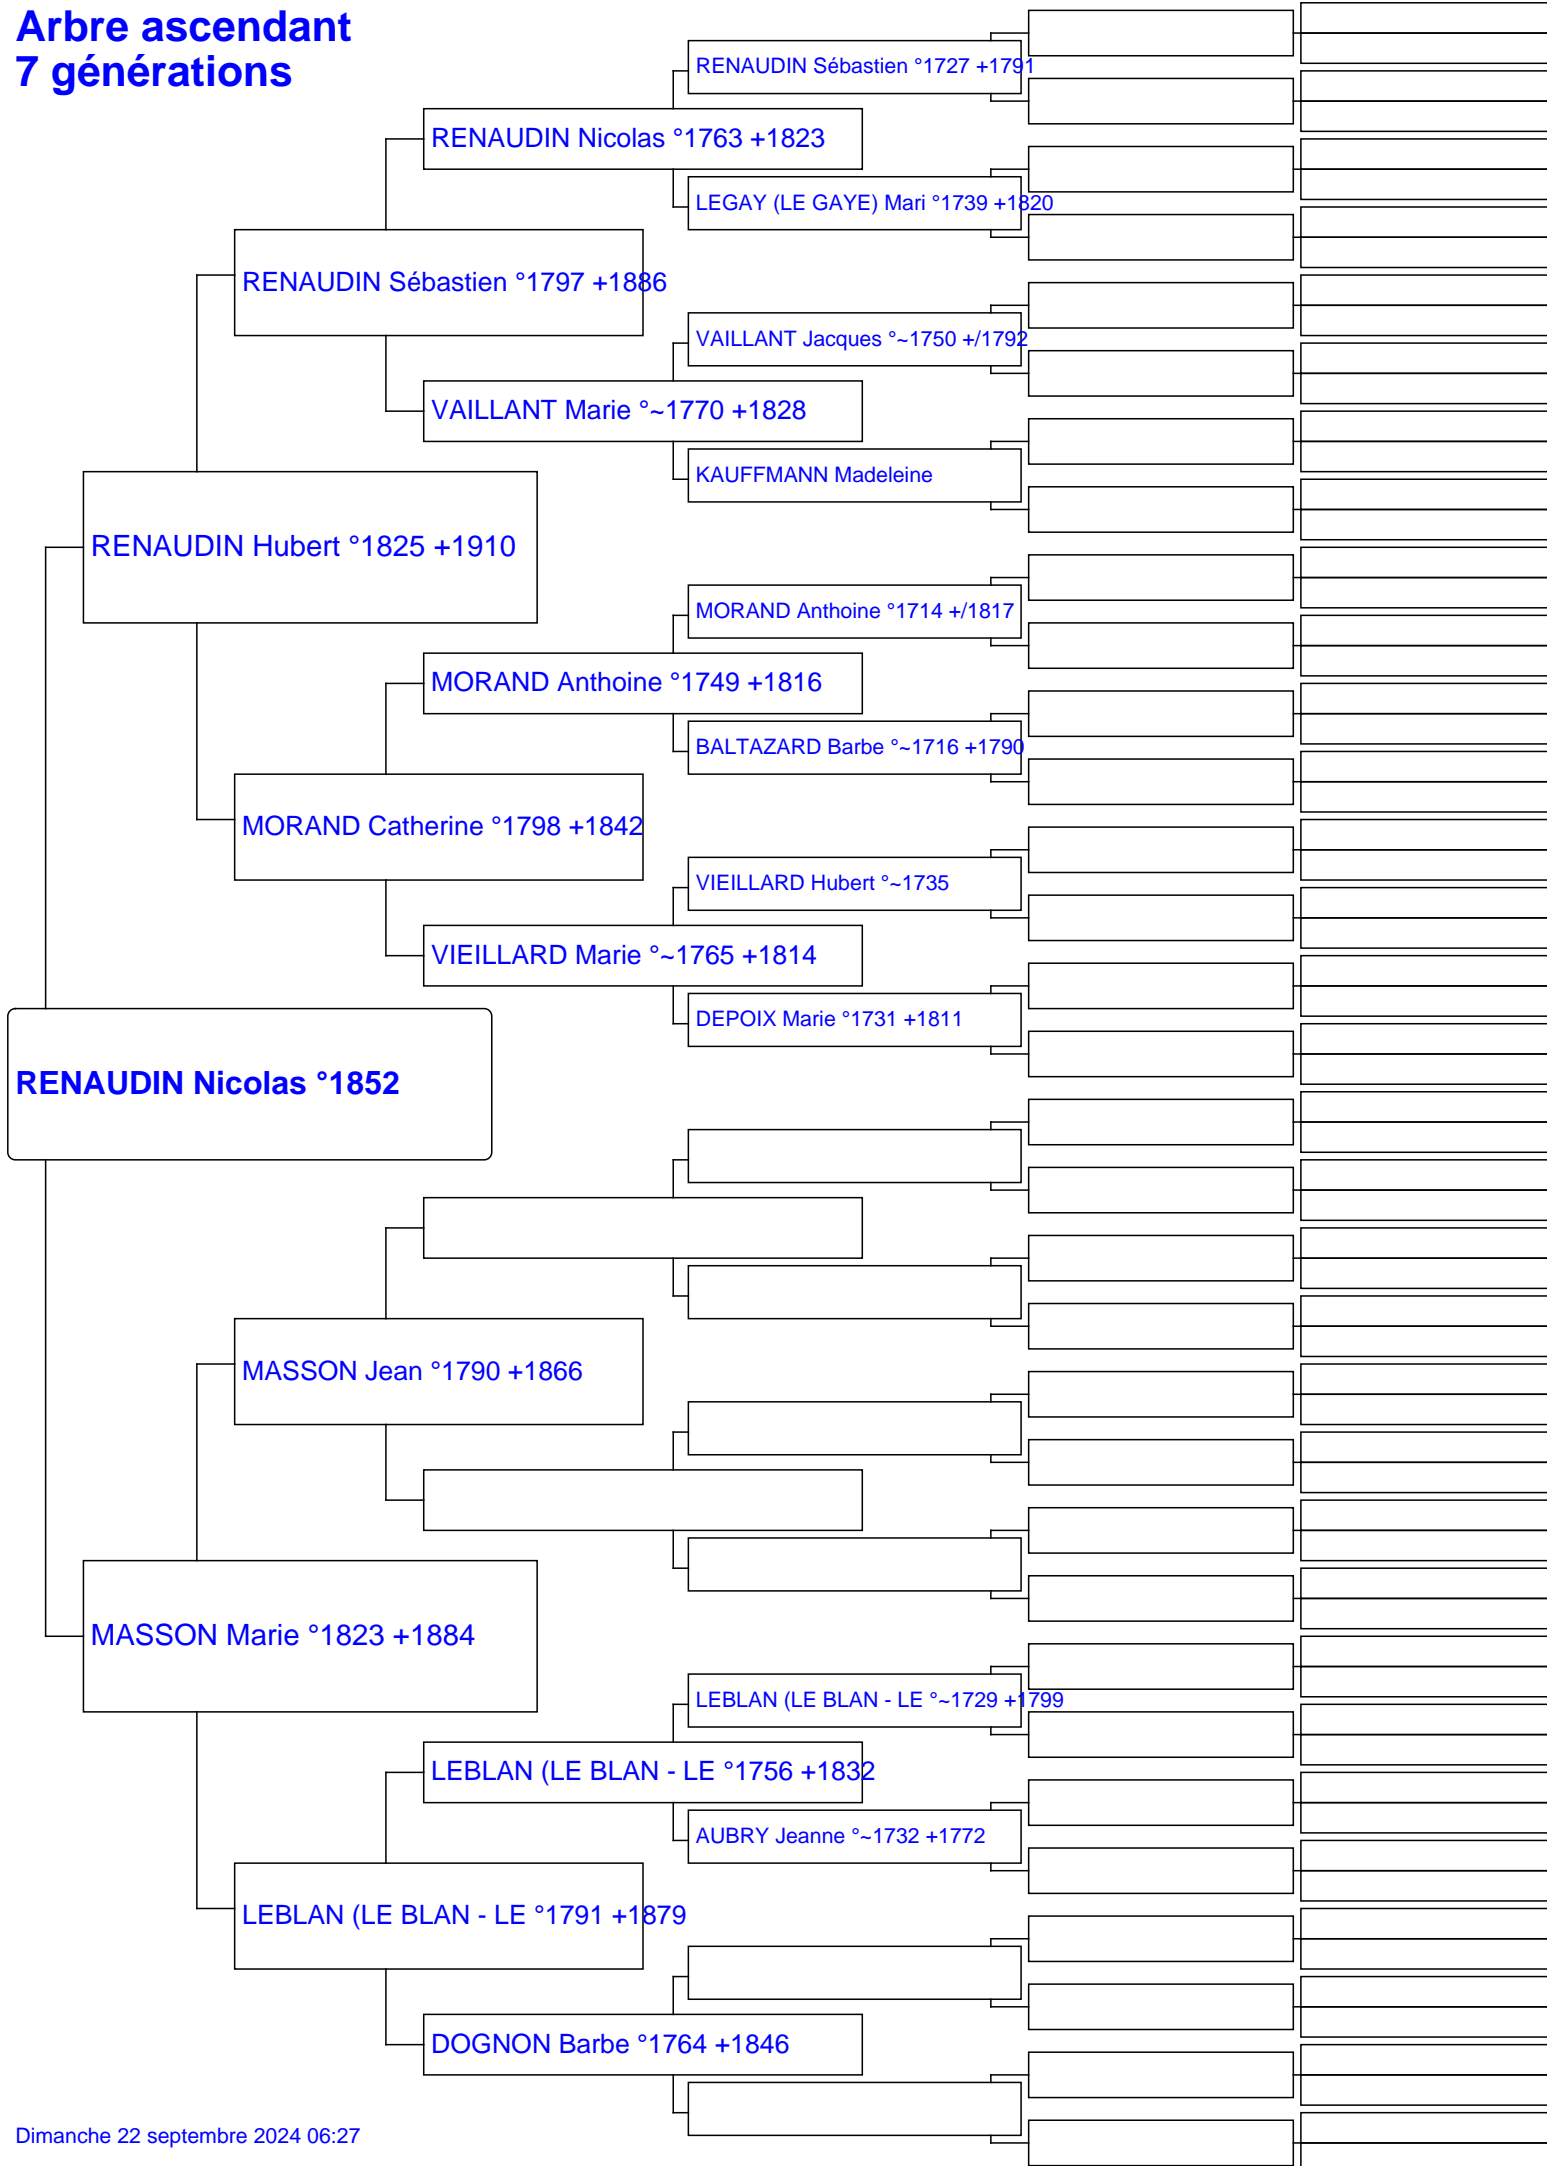 Arbre ascendant
7 générations
RENAUDIN Sébastien °1727 +1791
RENAUDIN Nicolas °1763 +1823
LEGAY (LE GAYE) Mari °1739 +1820
RENAUDIN Sébastien °1797 +1886
VAILLANT Jacques °~1750 +/1792
VAILLANT Marie °~1770 +1828
KAUFFMANN Madeleine
RENAUDIN Hubert °1825 +1910
MORAND Anthoine °1714 +/1817
MORAND Anthoine °1749 +1816
BALTAZARD Barbe °~1716 +1790
MORAND Catherine °1798 +1842
VIEILLARD Hubert °~1735
VIEILLARD Marie °~1765 +1814
DEPOIX Marie °1731 +1811
RENAUDIN Nicolas °1852
MASSON Jean °1790 +1866
MASSON Marie °1823 +1884
LEBLAN (LE BLAN - LE °~1729 +1799
LEBLAN (LE BLAN - LE °1756 +1832
AUBRY Jeanne °~1732 +1772
LEBLAN (LE BLAN - LE °1791 +1879
DOGNON Barbe °1764 +1846
Dimanche 22 septembre 2024 06:27